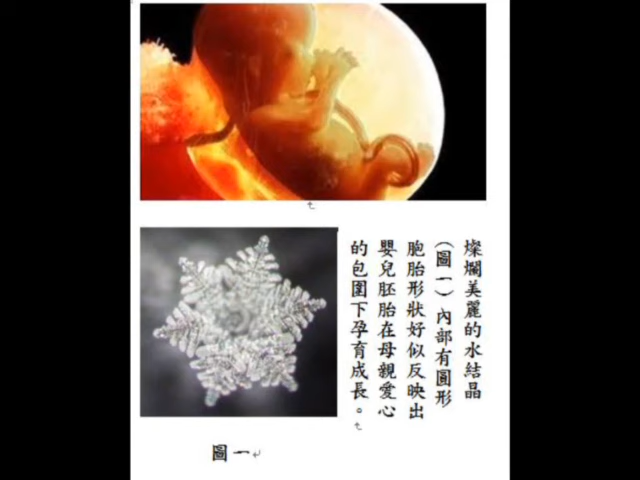 燦爛美麗的水結晶
(圖一)內部有圓形
胞胎形狀好似反映出
嬰兒胚胎在母親愛心
的包圍下孕育成長。
圖一